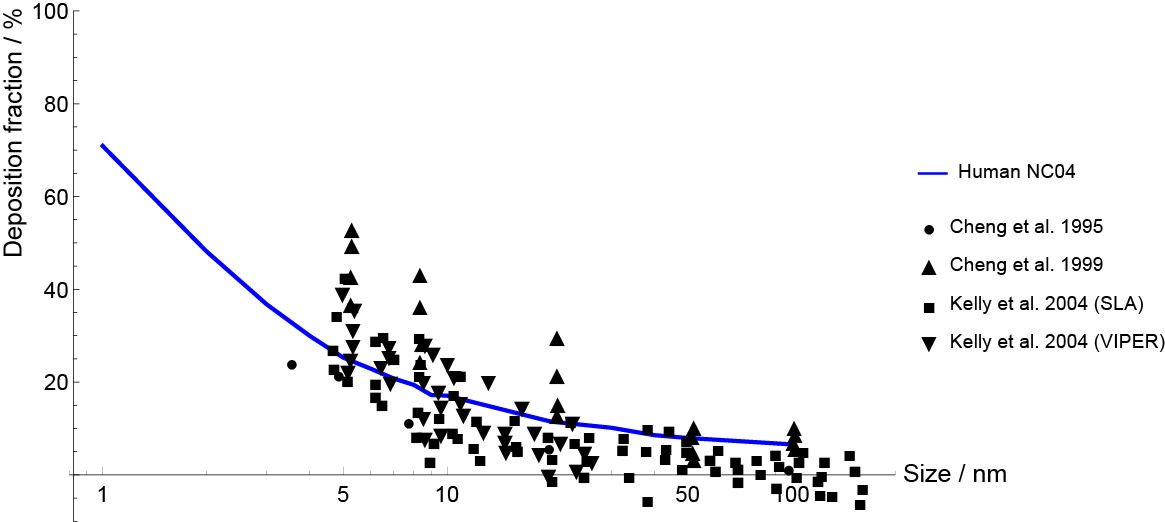 Deposition fraction / %
100
80
60
40
20
1
5
10
50
100
Size / nm
Human NC04
Cheng et al. 1995
Cheng et al. 1999
Kelly et al. 2004 (SLA)
Kelly et al. 2004 (VIPER)